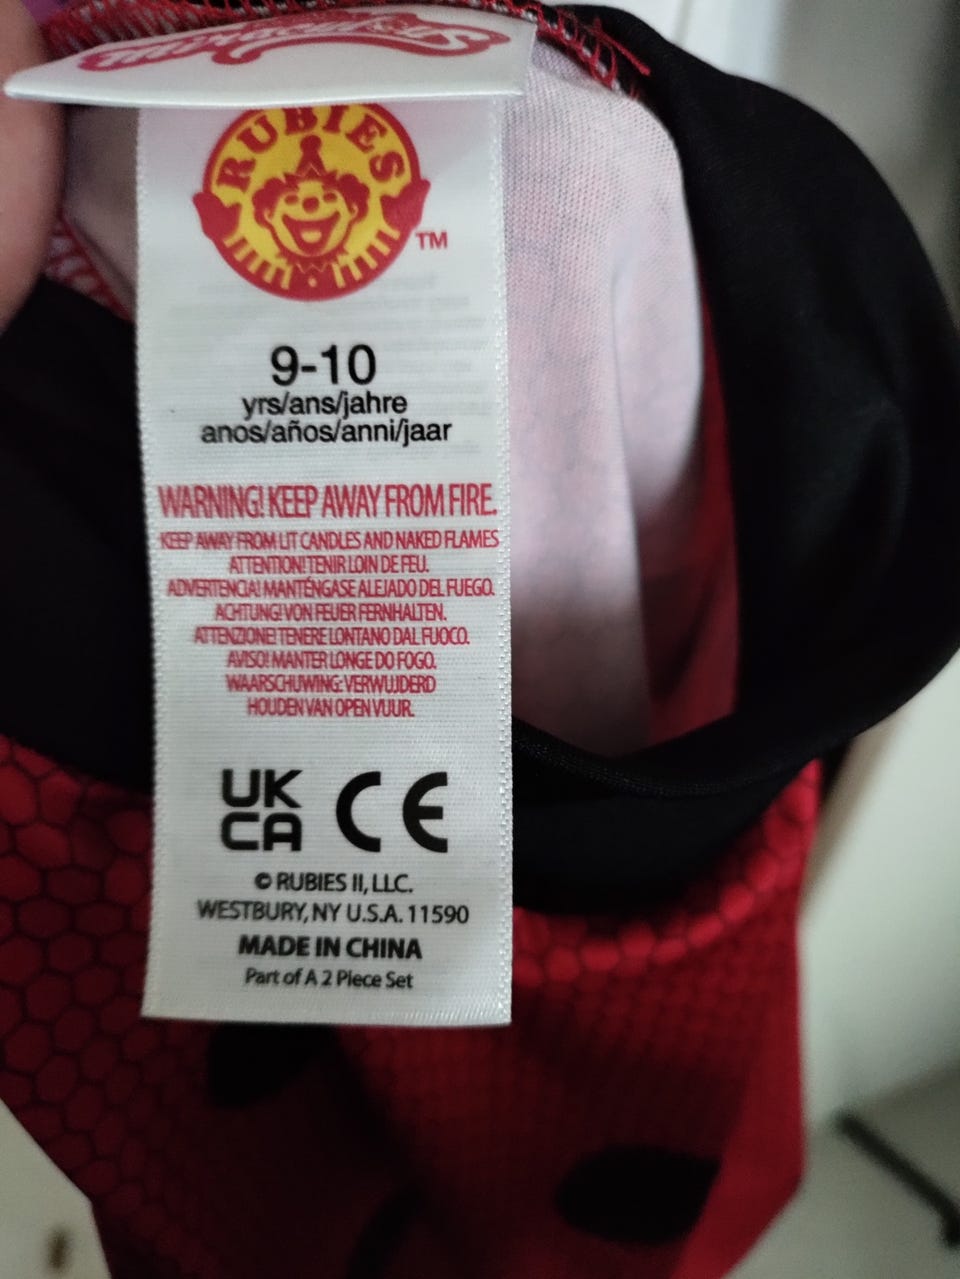 Miraculous
RUBIES
TM
9-10
yrs/ans/jahre
anos/años/anni/jaar
WARNING! KEEP AWAY FROM FIRE.
KEEP AWAY FROM LIT CANDLES AND NAKED FLAMES
ATTENTION! TENIR LOIN DE FEU.
ADVERTENCIA! MANTÉNGASE ALEJADO DEL FUEGO.
ACHTUNG! VON FEUER FERNHALTEN.
ATTENZIONE! TENERE LONTANO DAL FUOCO.
AVISO! MANTER LONGE DO FOGO.
WAARSCHUWING: VERWIJDERD
HOUDEN VAN OPEN VUUR.
UK
CA CE
© RUBIES II, LLC.
WESTBURY, NY U.S.A. 11590
MADE IN CHINA
Part of A 2 Piece Set